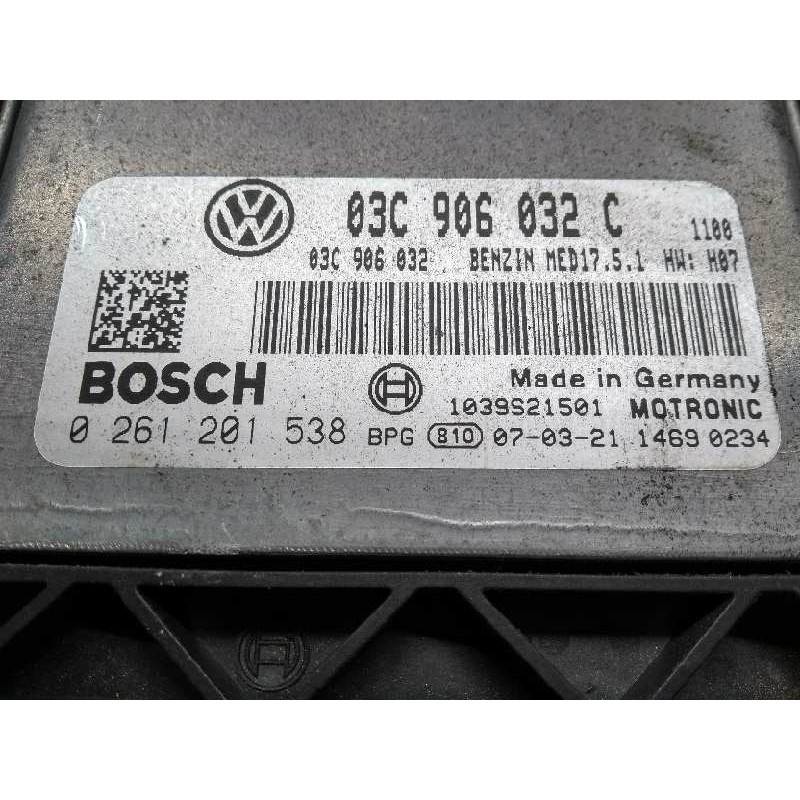 03C 906 032 C 1100
03C 906 032 BENZIN MED17.5.1 HW: H07
BOSCH Made in Germany
1039S21501 MOTRONIC
0 261 201 538 BPG 810 07-03-21 1469 0234